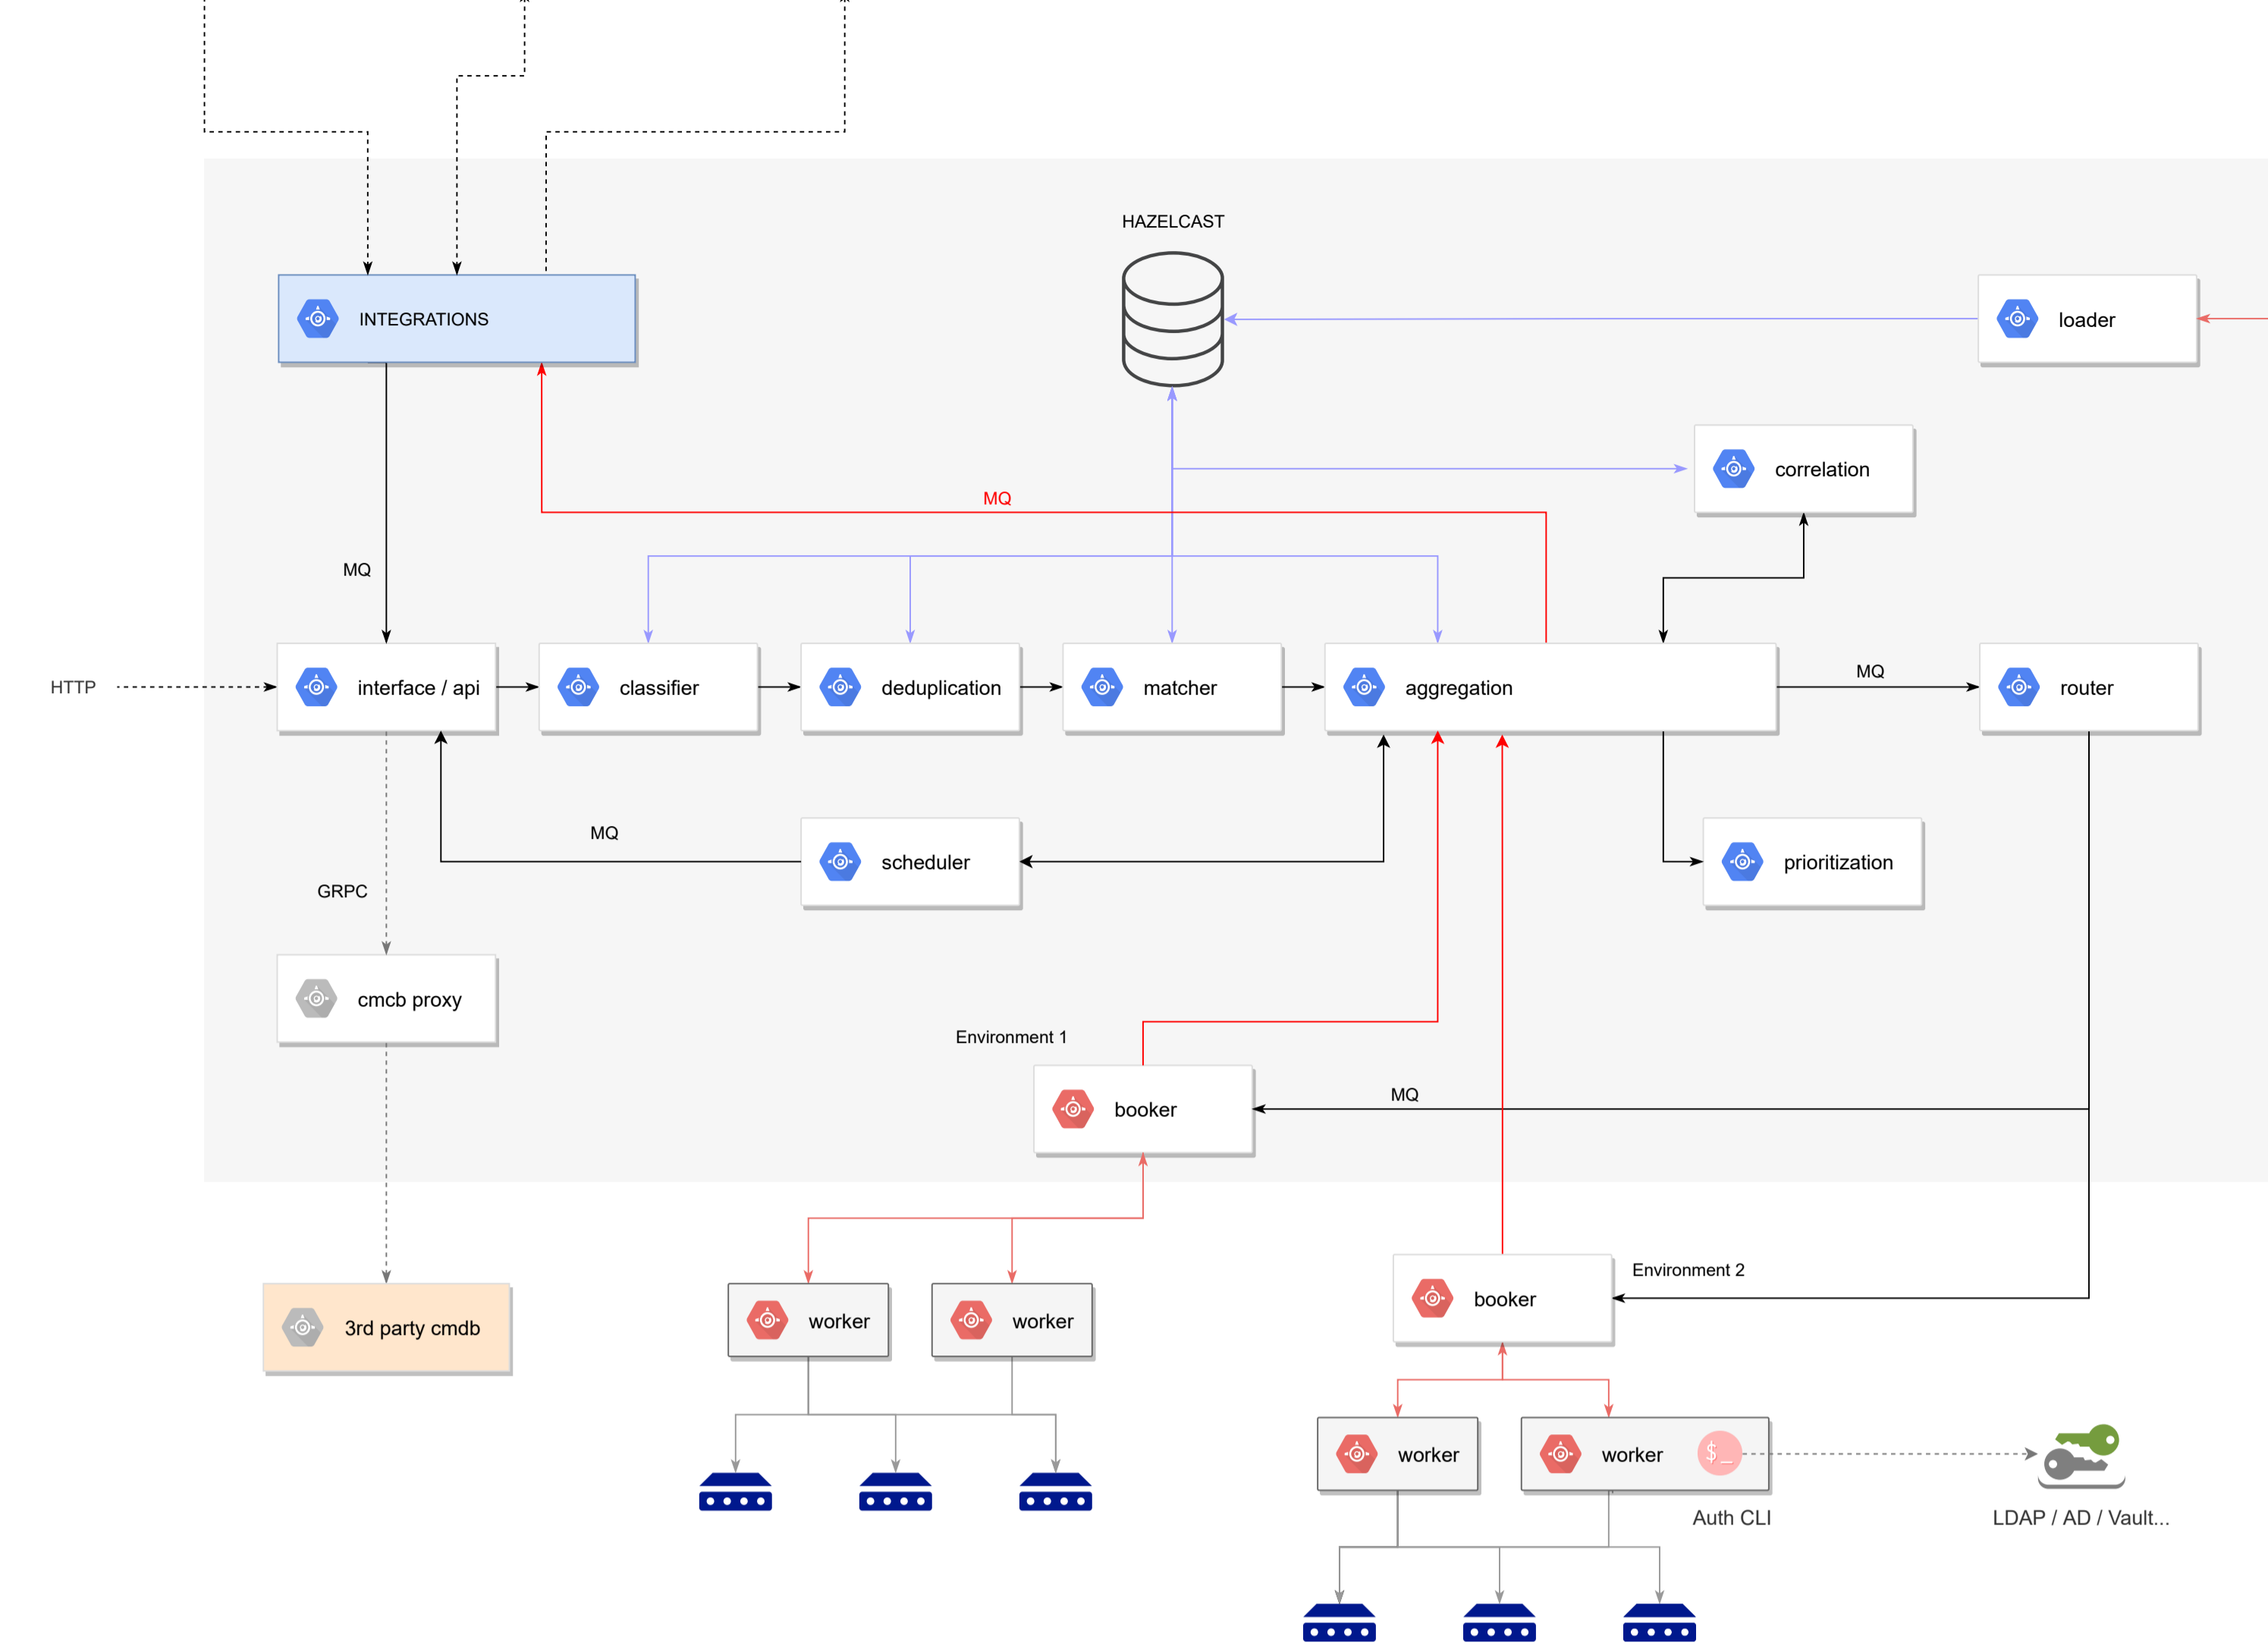 HAZELCAST
INTEGRATIONS
loader
correlation
MQ
MQ
HTTP
interface / api
classifier
deduplication
matcher
aggregation
MQ
router
MQ
scheduler
prioritization
GRPC
cmcb proxy
Environment 1
booker
MQ
Environment 2
booker
worker
worker
3rd party cmdb
worker
worker
$_
Auth CLI
LDAP / AD / Vault...